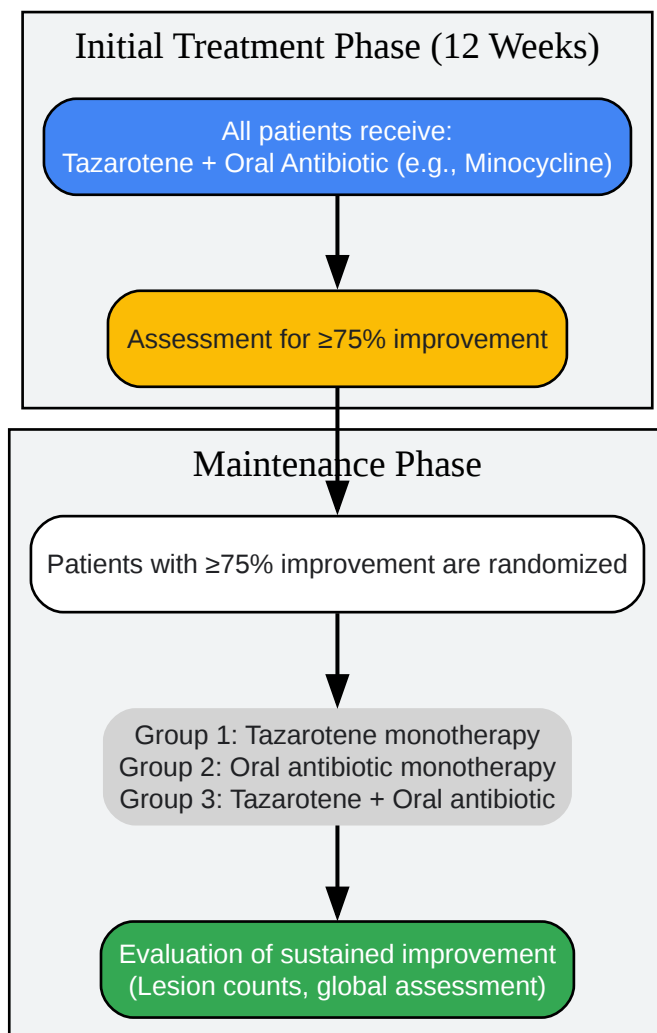 Initial Treatment Phase (12 Weeks)
All patients receive:
Tazarotene + Oral Antibiotic (e.g., Minocycline)
Assessment for ≥75% improvement
Maintenance Phase
Patients with ≥75% improvement are randomized
Group 1: Tazarotene monotherapy
Group 2: Oral antibiotic monotherapy
Group 3: Tazarotene + Oral antibiotic
Evaluation of sustained improvement
(Lesion counts, global assessment)